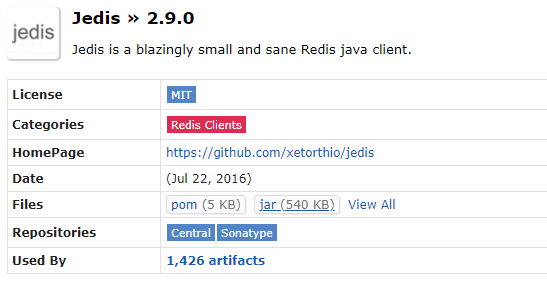 jedis
Jedis » 2.9.0
Jedis is a blazingly small and sane Redis java client.
License MIT
Categories Redis Clients
HomePage https://github.com/xetorthio/jedis
Date (Jul 22, 2016)
Files pom (5 KB) jar (540 KB) View All
Repositories Central Sonatype
Used By 1,426 artifacts